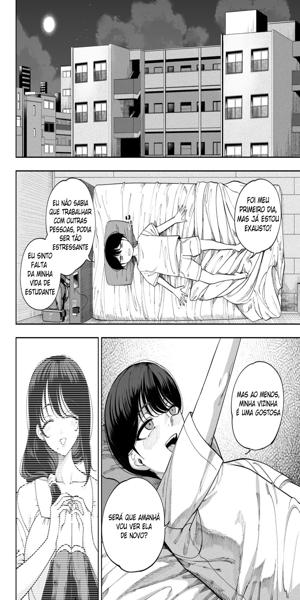 FOI MEU
PRIMEIRO DIA,
MAS JÁ ESTOU
EXAUSTO!
EU NÃO SABIA
QUE TRABALHAR
COM OUTRAS
PESSOAS, PODIA
SER TÃO
ESTRESSANTE
EU SINTO
FALTA
DA MINHA
VIDA DE
ESTUDANTE
MAS AO MENOS,
MINHA VIZINHA
É UMA GOSTOSA
SERÁ QUE AMANHÃ
VOU VER ELA
DE NOVO?